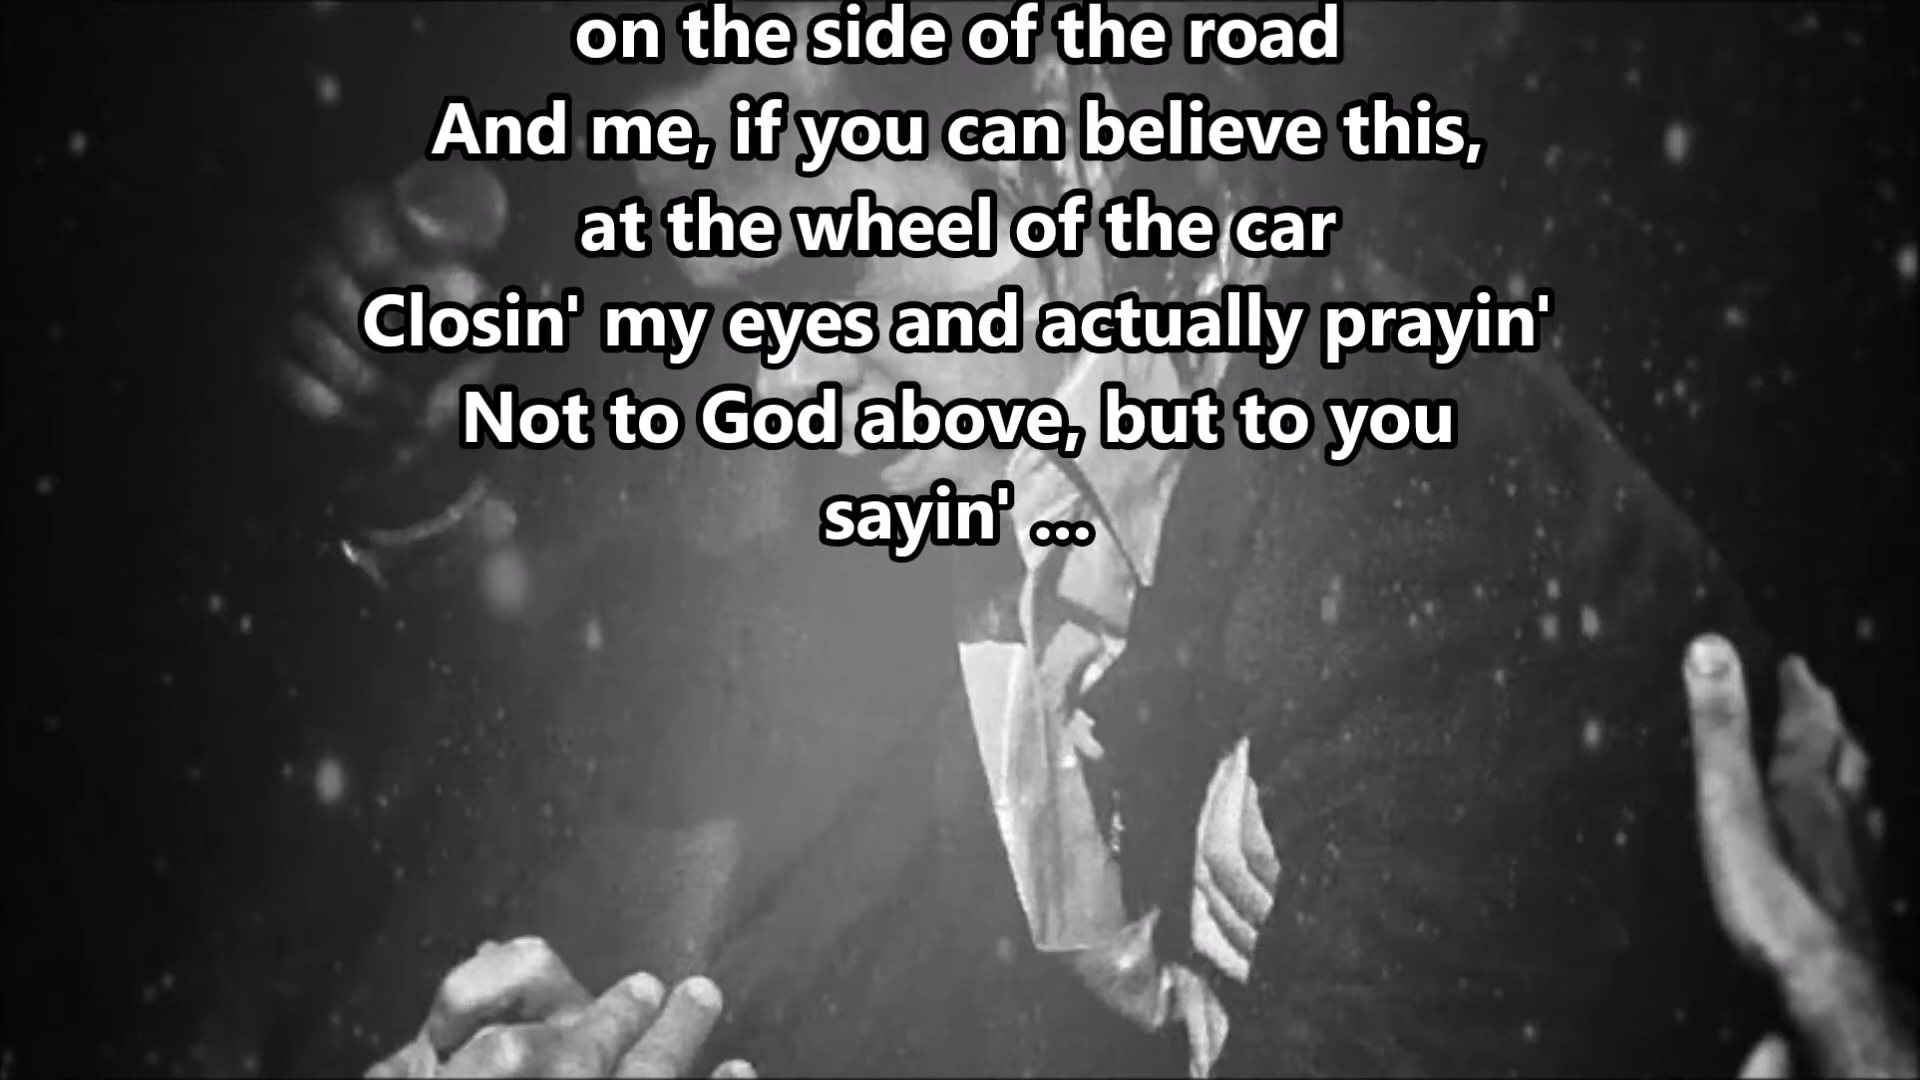 on the side of the road
And me, if you can believe this,
at the wheel of the car
Closin' my eyes and actually prayin'
Not to God above, but to you
sayin' ...